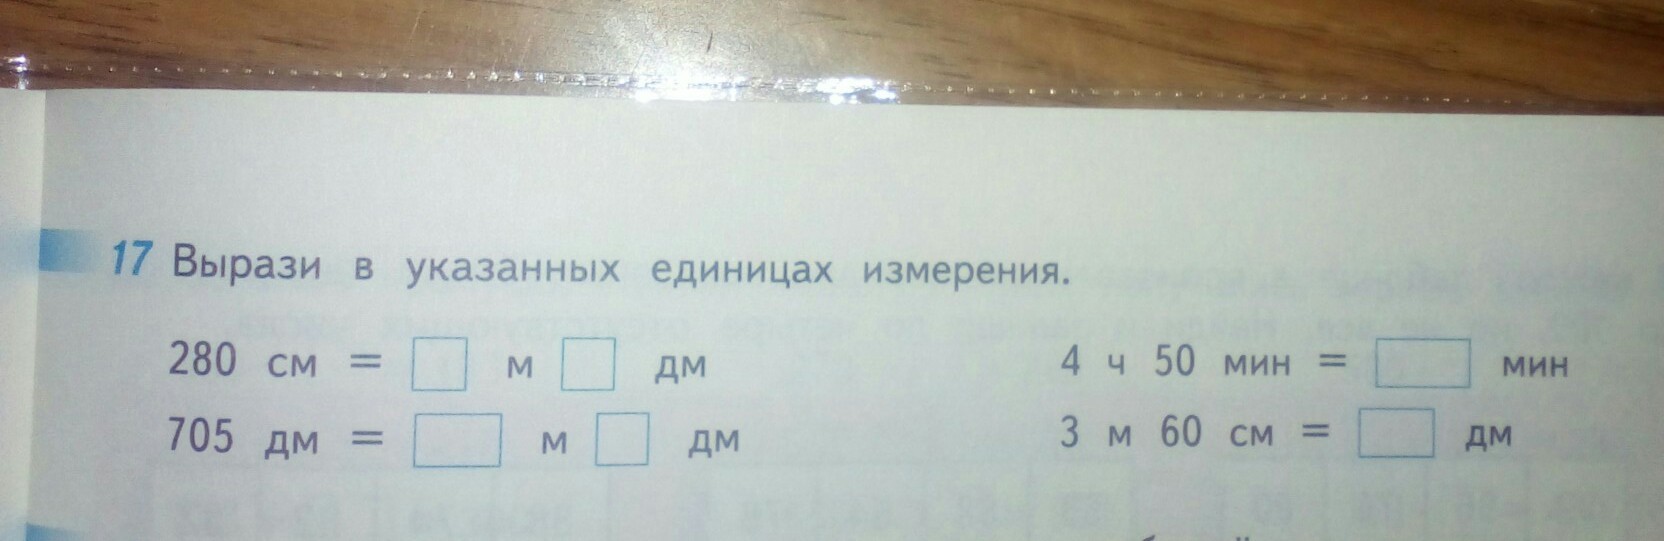 17 Вырази в указанных единицах измерения.
280 см = м дм
4 ч 50 мин = мин
705 дм = м дм
3 м 60 см = дм